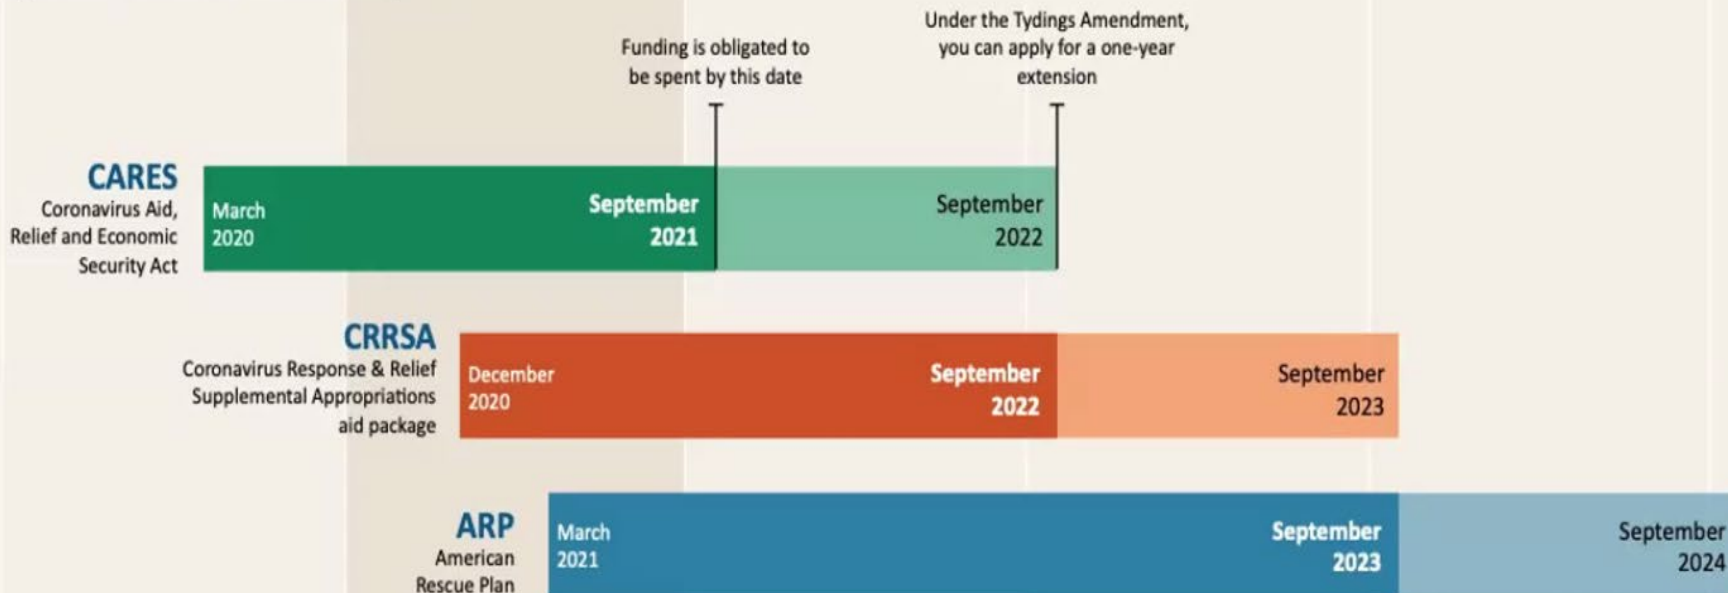 Under the Tydings Amendment,
you can apply for a one-year
extension
Funding is obligated to
be spent by this date
CARES
Coronavirus Aid,
Relief and Economic
Security Act
March
2020
September
2021
September
2022
CRRSA
Coronavirus Response & Relief
Supplemental Appropriations
aid package
December
2020
September
2022
September
2023
ARP
American
Rescue Plan
March
2021
September
2023
September
2024